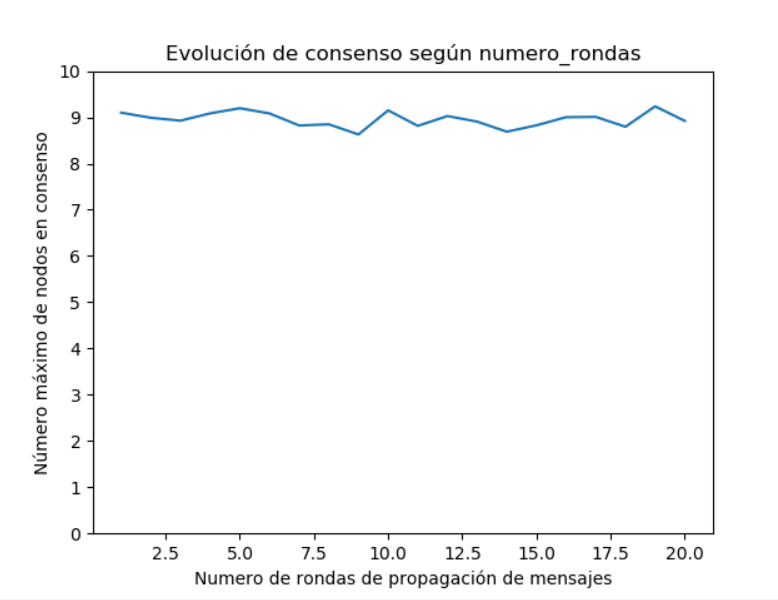 Evolución de consenso según numero_rondas
10
9
8
7
6
5
4
3
2
1
0
Número máximo de nodos en consenso
2.5 5.0 7.5 10.0 12.5 15.0 17.5 20.0
Numero de rondas de propagación de mensajes